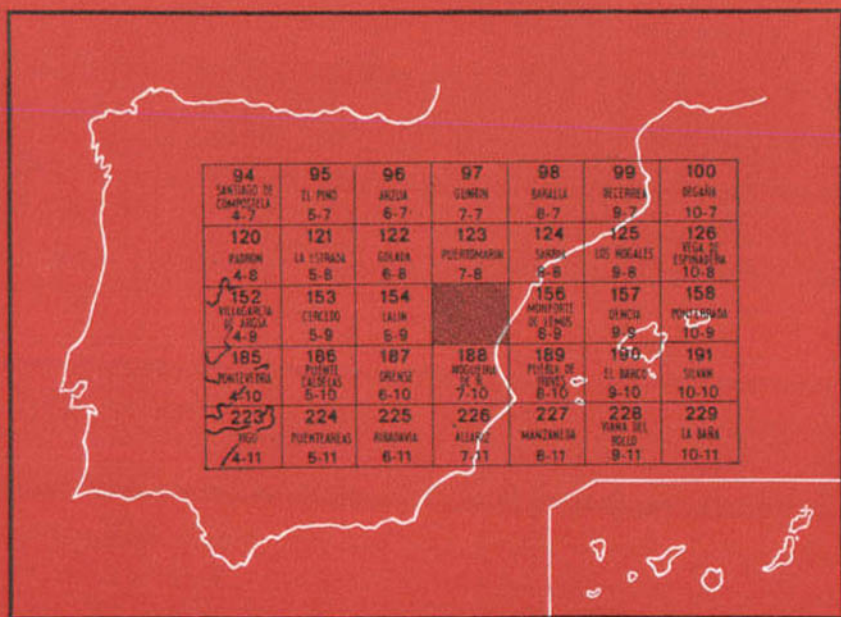 94 95 96 97 98 99 100
SANTIAGO DE COMPOSTELA EL PINO ARZUA GUNTIN BARALLA BECERREA DEGAÑA
4-7 5-7 6-7 7-7 8-7 9-7 10-7
120 121 122 123 124 125 126
PADRON LA ESTRADA GOLADA PUERTOMARIN SARRIA LOS NOGALES VEGA DE ESPINAREDA
4-8 5-8 6-8 7-8 8-8 9-8 10-8
152 153 154 156 157 158
VILLAGARCIA DE AROSA CERCEDO LALIN MONFORTE DE LEMOS OENCIA PONFERRADA
4-9 5-9 6-9 8-9 9-9 10-9
185 186 187 188 189 190 191
PONTEVEDRA PUENTE CALDELAS ORENSE NOGUEIRA DE R. PUEBLA DE TRIVES EL BARCO SILVAN
4-10 5-10 6-10 7-10 8-10 9-10 10-10
223 224 225 226 227 228 229
VIGO PUENTEAREAS RIBADAVIA ALLARIZ MANZANEDA VIANA DEL BOLLO LA BAÑA
4-11 5-11 6-11 7-11 8-11 9-11 10-11